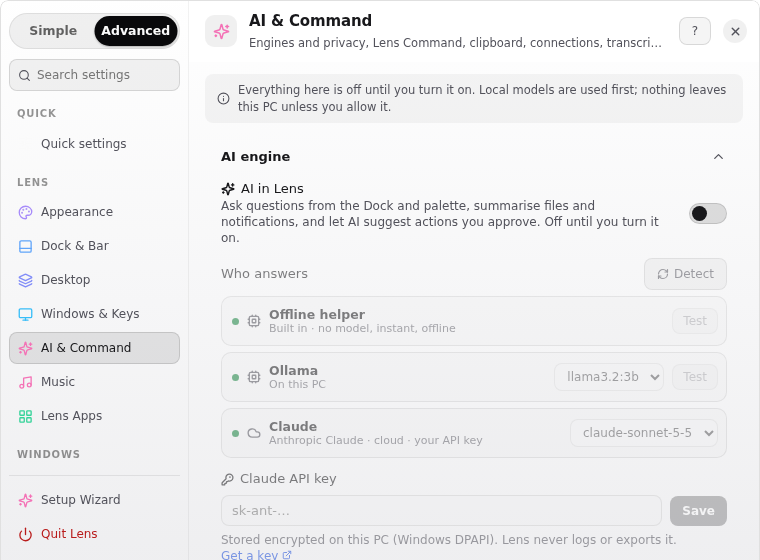 Simple
Advanced
Search settings
QUICK
Quick settings
LENS
Appearance
Dock & Bar
Desktop
Windows & Keys
AI & Command
Music
Lens Apps
WINDOWS
Setup Wizard
Quit Lens
AI & Command
Engines and privacy, Lens Command, clipboard, connections, transcri...
?
Everything here is off until you turn it on. Local models are used first; nothing leaves
this PC unless you allow it.
AI engine
AI in Lens
Ask questions from the Dock and palette, summarise files and
notifications, and let AI suggest actions you approve. Off until you turn it
on.
Who answers
Detect
Offline helper
Built in · no model, instant, offline
Test
Ollama
On this PC
llama3.2:3b
Test
Claude
Anthropic Claude · cloud · your API key
claude-sonnet-5-5
Claude API key
sk-ant-...
Save
Stored encrypted on this PC (Windows DPAPI). Lens never logs or exports it.
Get a key